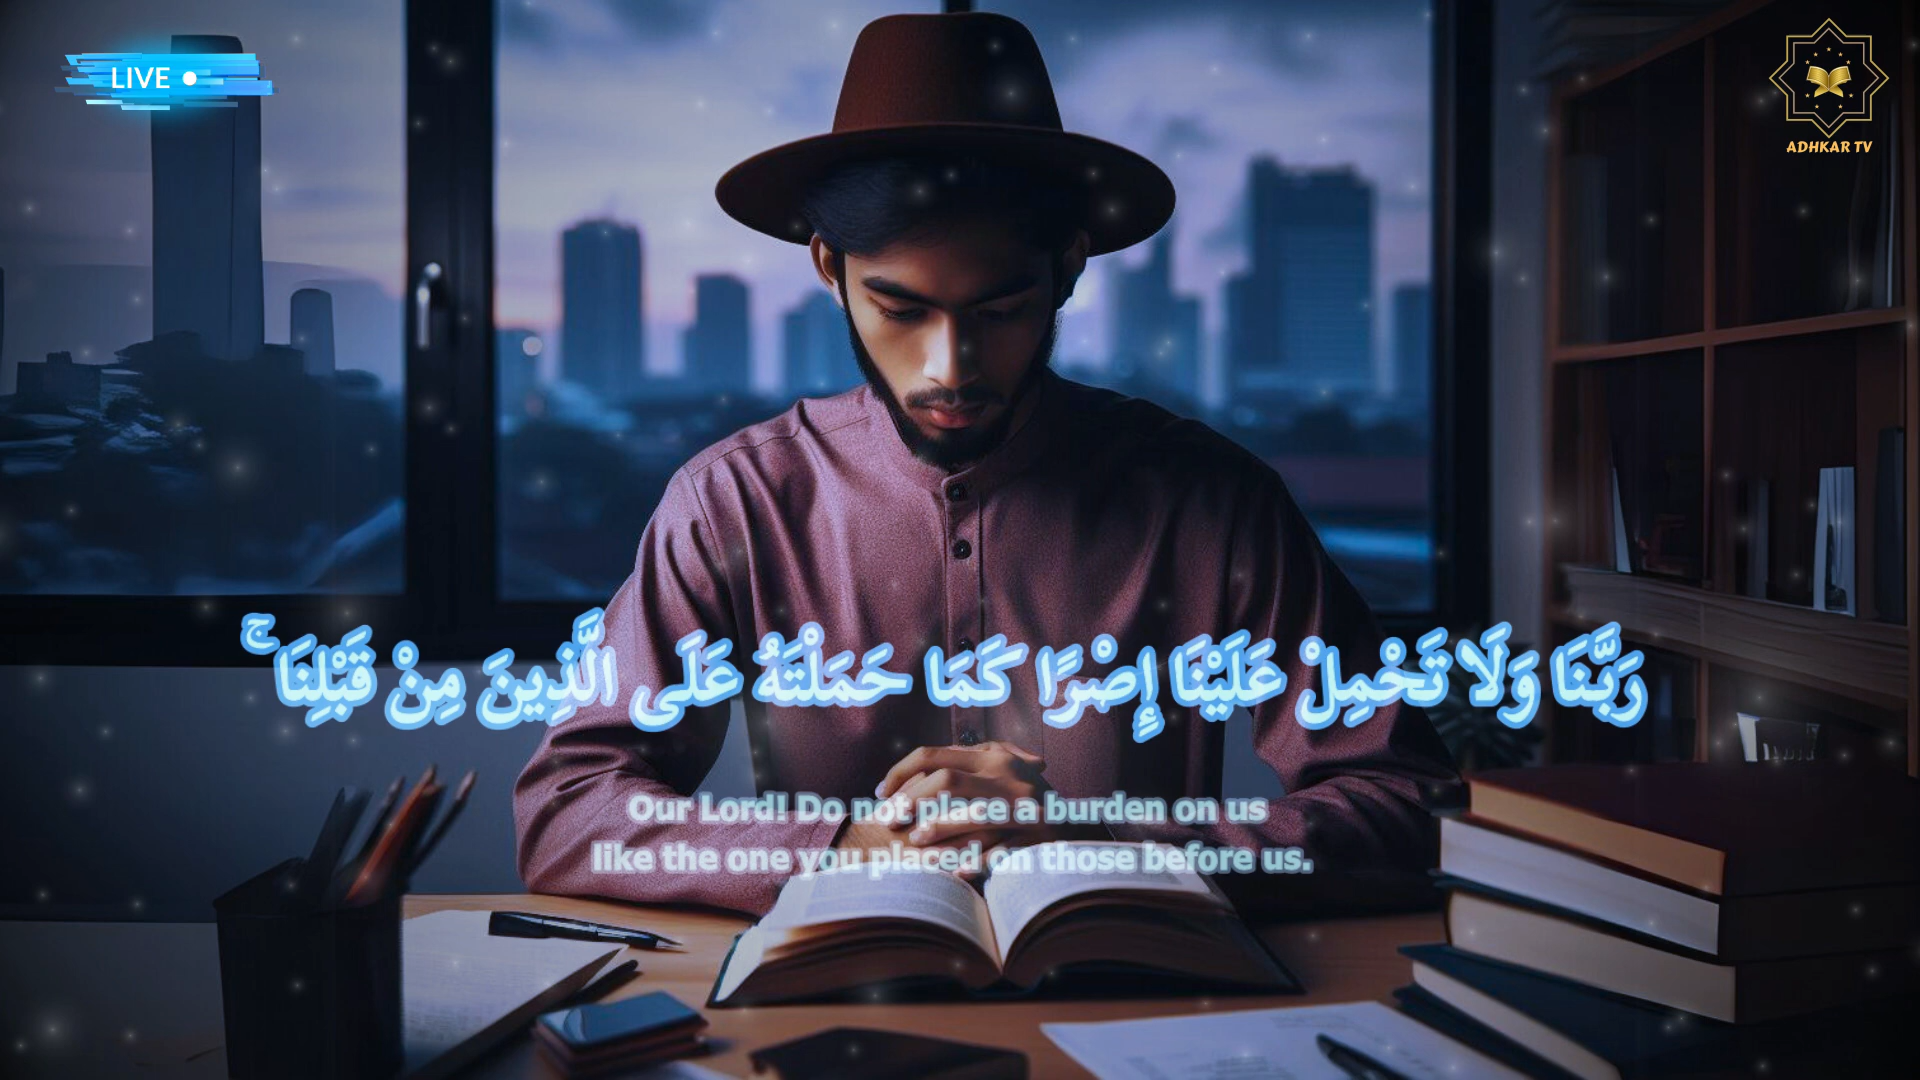 LIVE
ADHKAR TV
رَبَّنَا وَلَا تَحْمِلْ عَلَيْنَا إِصْرًا كَمَا حَمَلْتَهُ عَلَى الَّذِينَ مِنْ قَبْلِنَا ۚ
Our Lord! Do not place a burden on us
like the one you placed on those before us.